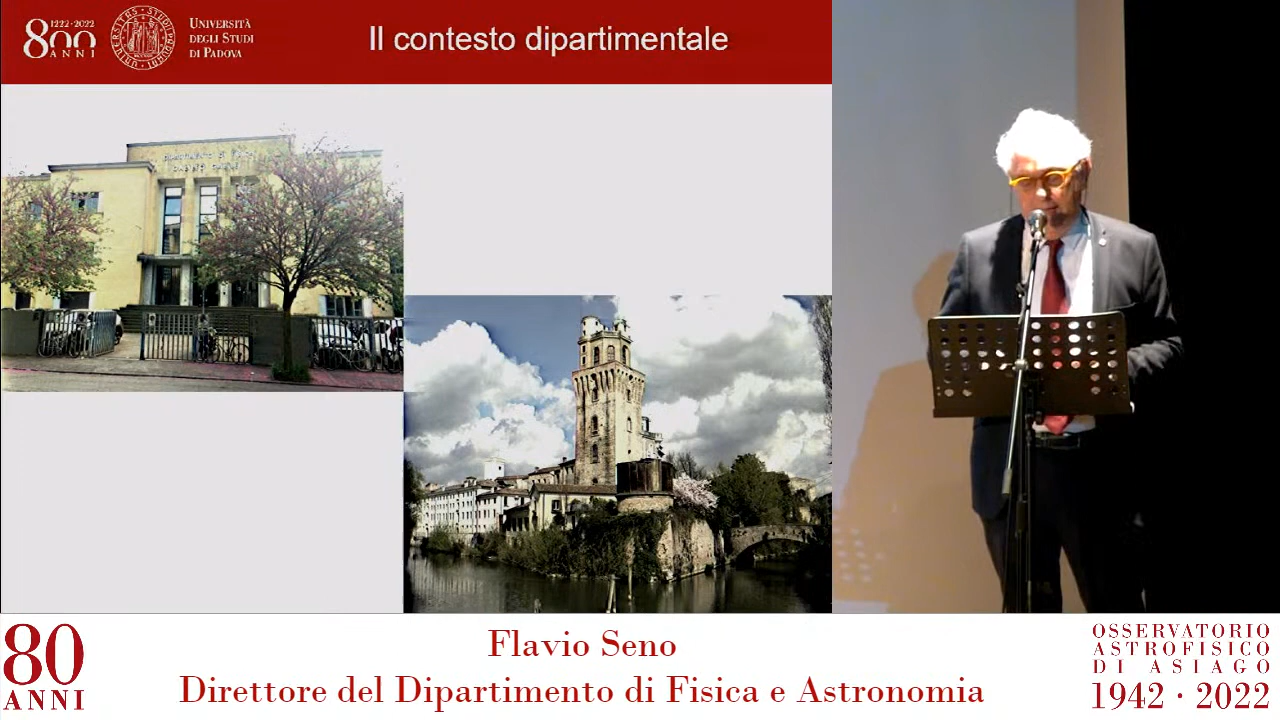 1222·2022
800
ANNI
UNIVERSITÀ
DEGLI STUDI
DI PADOVA
Il contesto dipartimentale
80
ANNI
Flavio Seno
Direttore del Dipartimento di Fisica e Astronomia
OSSERVATORIO
ASTROFISICO
DI ASIAGO
1942 · 2022